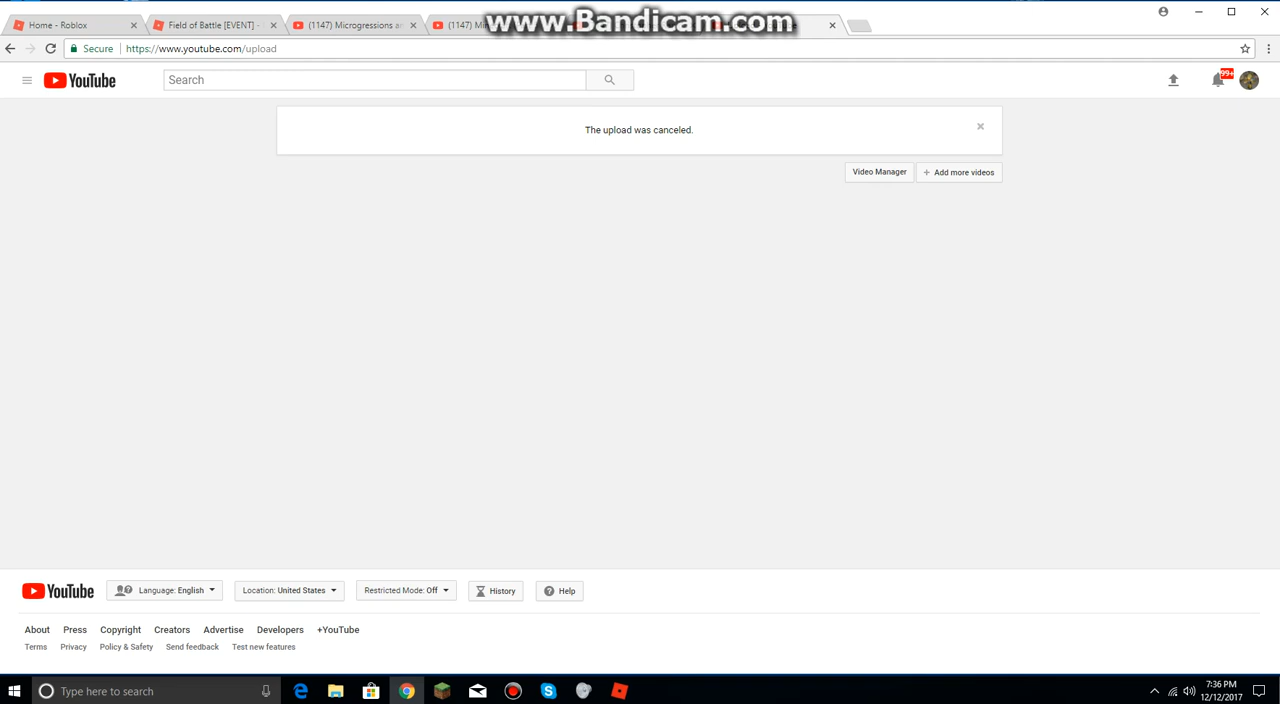 www.Bandicam.com
Home - Roblox
Field of Battle [EVENT] -
(1147) Microgressions a
(1147) Mi
Secure https://www.youtube.com/upload
YouTube Search 99+
The upload was canceled.
Video Manager + Add more videos
YouTube Language: English Location: United States Restricted Mode: Off History Help
About Press Copyright Creators Advertise Developers +YouTube
Terms Privacy Policy & Safety Send feedback Test new features
Type here to search
7:36 PM
12/12/2017